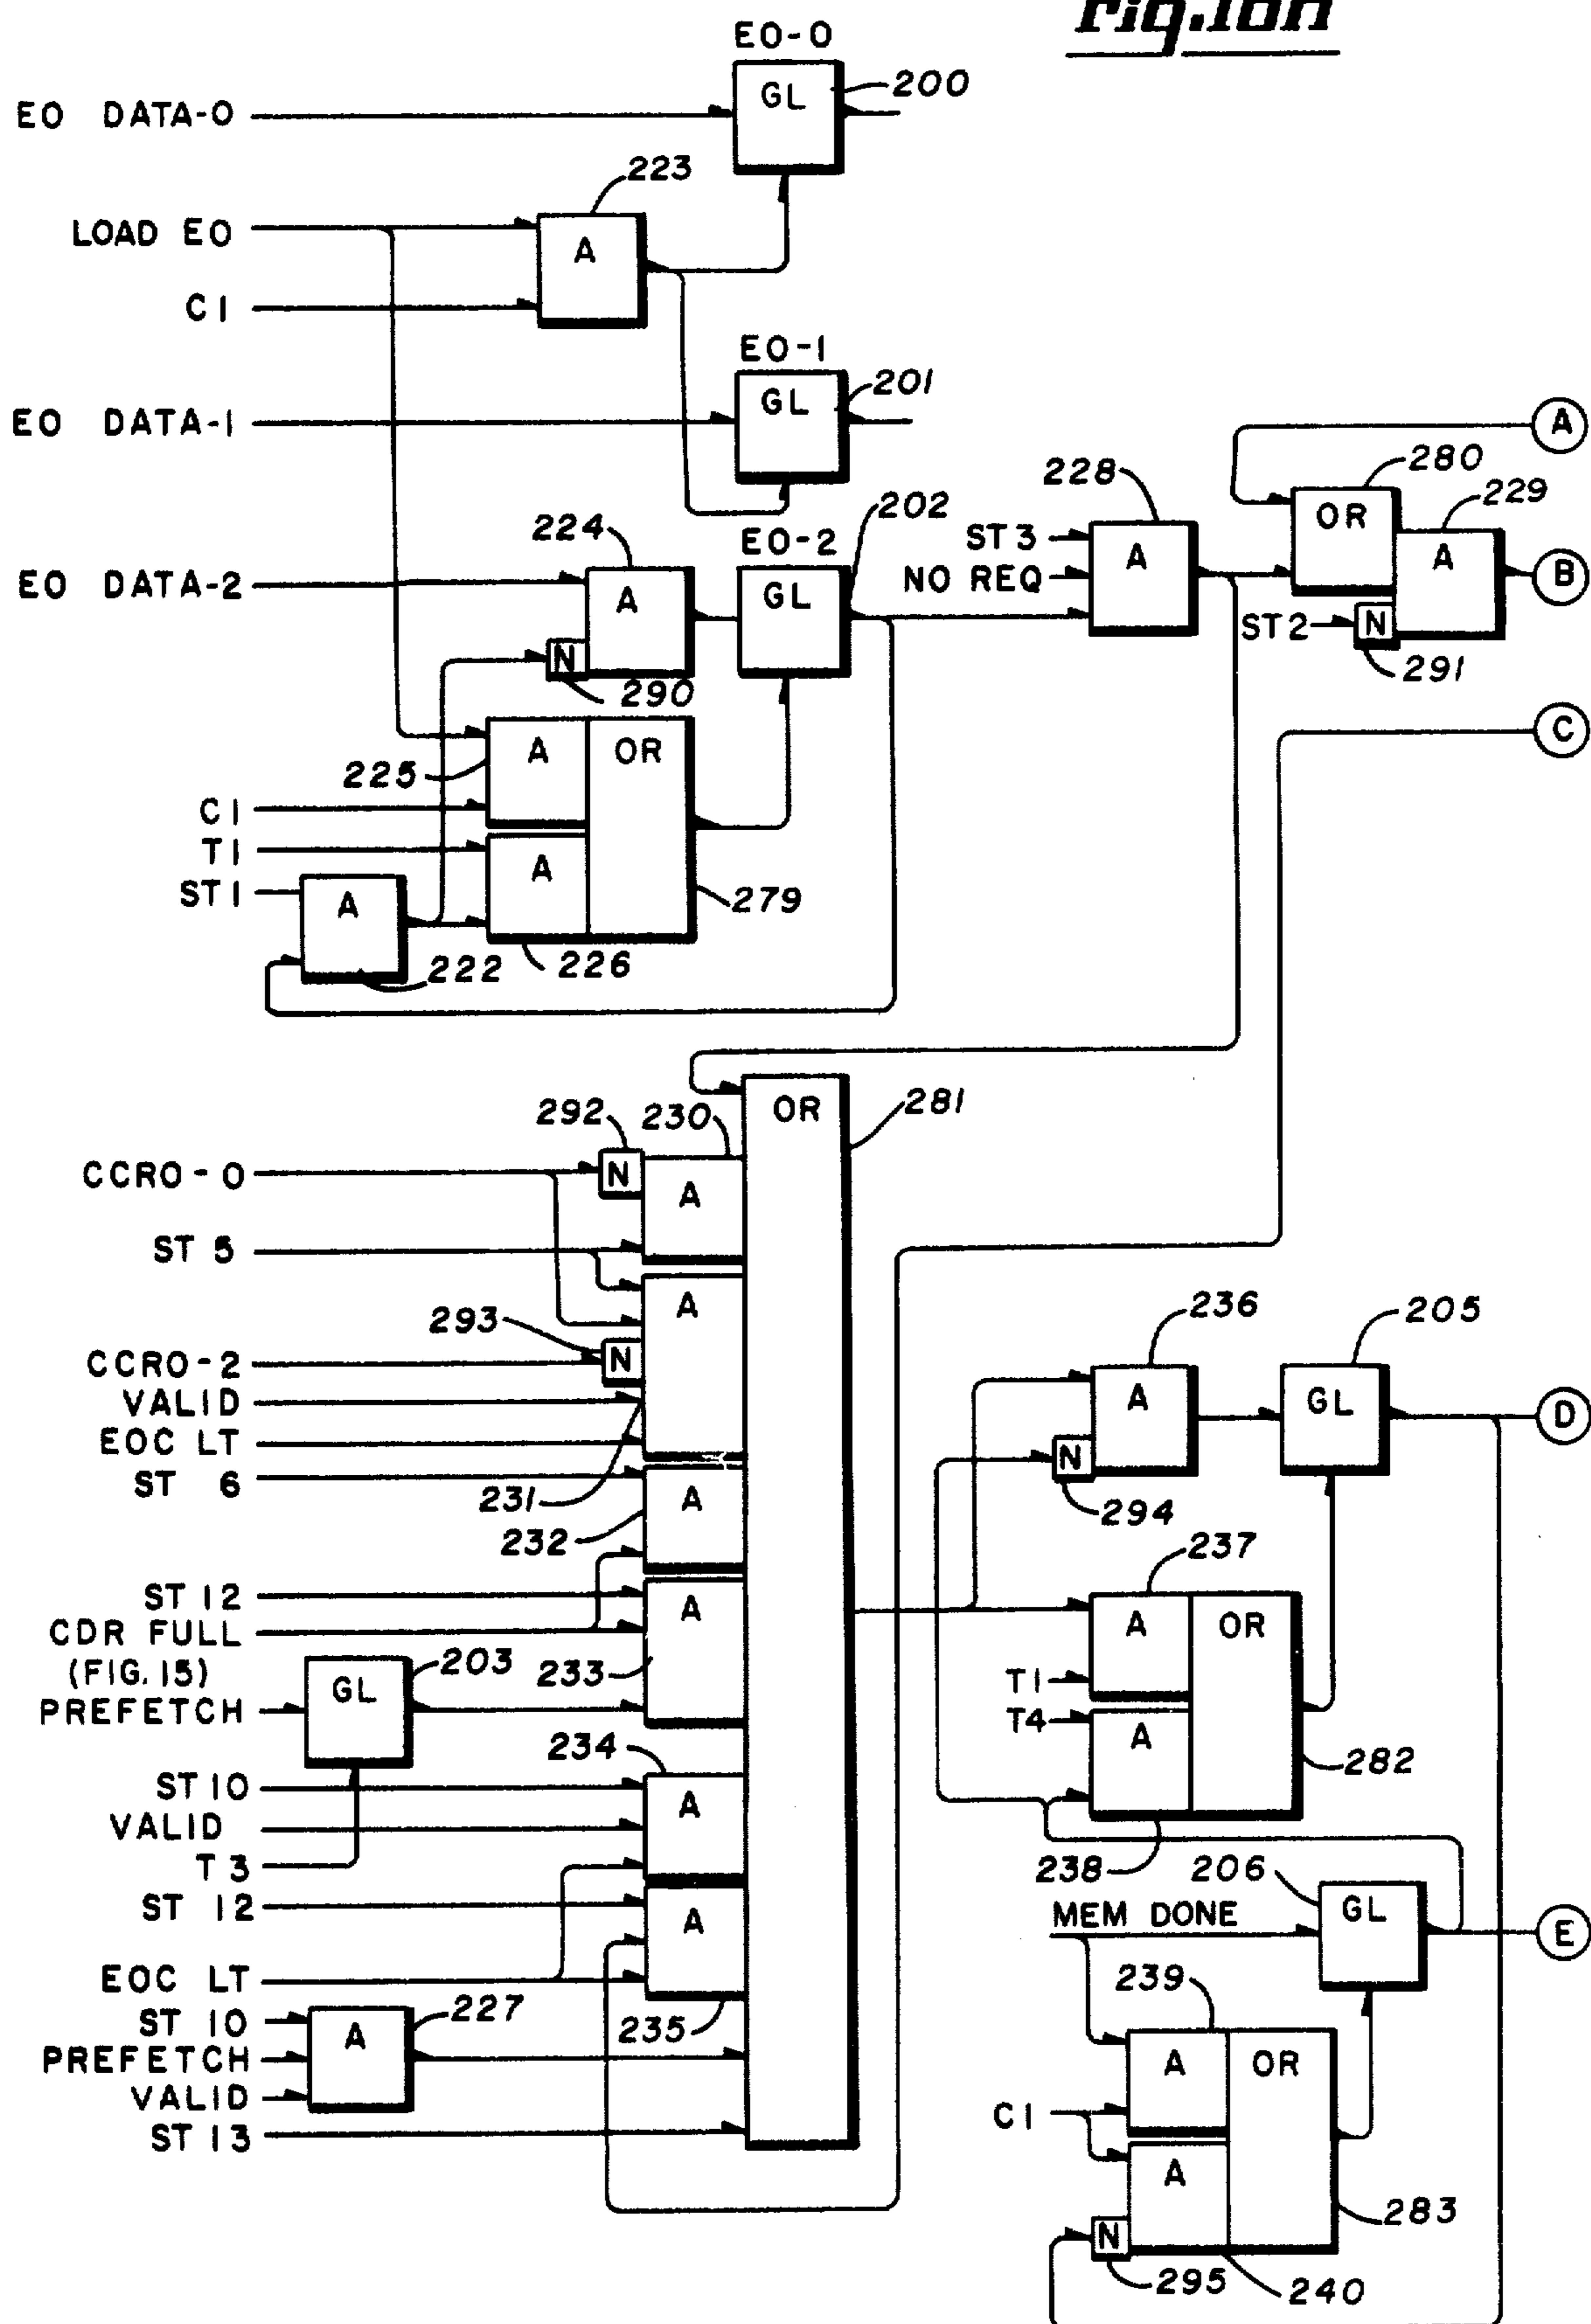 Fig.18A
EO-0
EO DATA-0
GL
200
223
LOAD EO
A
C1
EO-1
EO DATA-1
GL
201
A
228
280
229
OR
A
B
224
EO-2
202
ST3
NO REQ
A
EO DATA-2
A
GL
N
290
ST2
N
291
C
A
OR
225
C1
T1
A
ST1
A
279
222
226
292
230
OR
281
CCRO-0
N
A
ST 5
293
A
236
205
CCRO-2
N
VALID
EOC LT
ST 6
231
A
GL
D
N
294
A
232
237
ST 12
CDR FULL
(FIG. 15)
PREFETCH
GL
203
233
A
A
OR
T1
T4
A
234
282
ST 10
VALID
T3
A
238
206
ST 12
A
MEM DONE
GL
E
EOC LT
235
239
ST 10
PREFETCH
VALID
A
227
A
OR
ST 13
C1
A
283
N
295
240